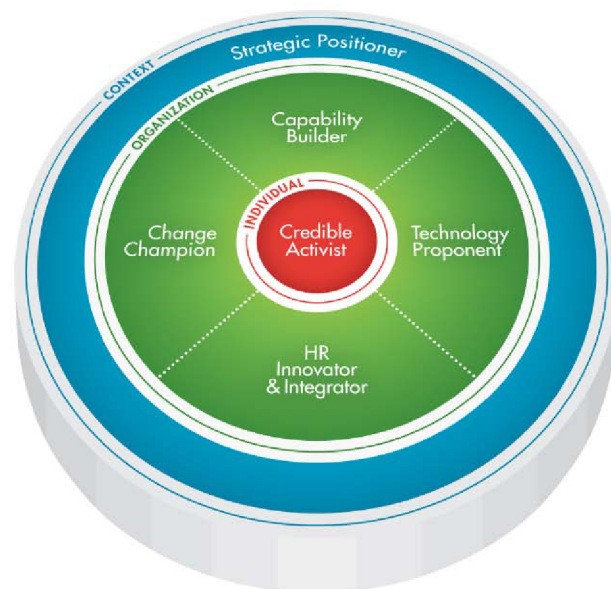 CONTEXT
Strategic Positioner
ORGANIZATION
Capability
Builder
Change
Champion
INDIVIDUAL
Credible
Activist
Technology
Proponent
HR
Innovator
& Integrator